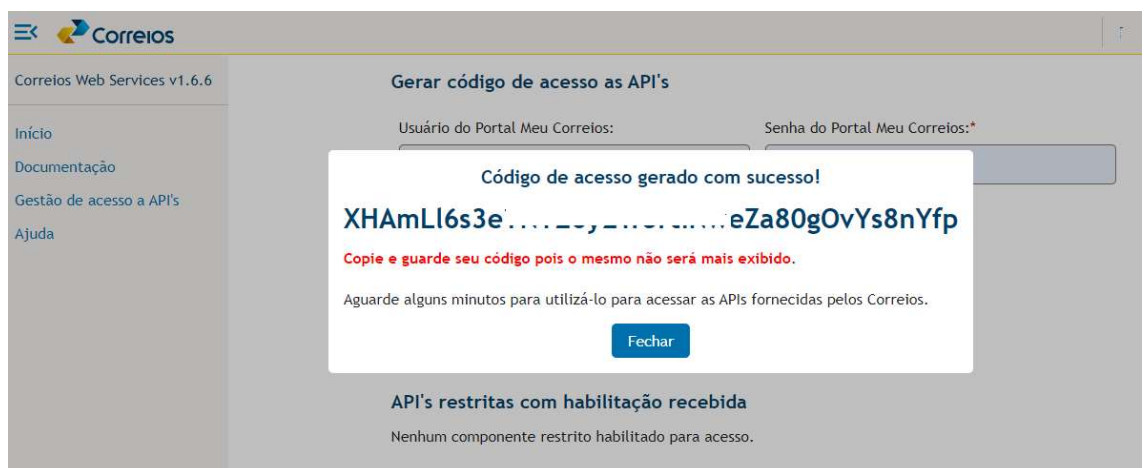 Correios
Correios Web Services v1.6.6
Início
Documentação
Gestão de acesso a API's
Ajuda
Gerar código de acesso as API's
Usuário do Portal Meu Correios:
Senha do Portal Meu Correios:*
Código de acesso gerado com sucesso!
Copie e guarde seu código pois o mesmo não será mais exibido.
Aguarde alguns minutos para utilizá-lo para acessar as APIs fornecidas pelos Correios.
Fechar
API's restritas com habilitação recebida
Nenhum componente restrito habilitado para acesso.